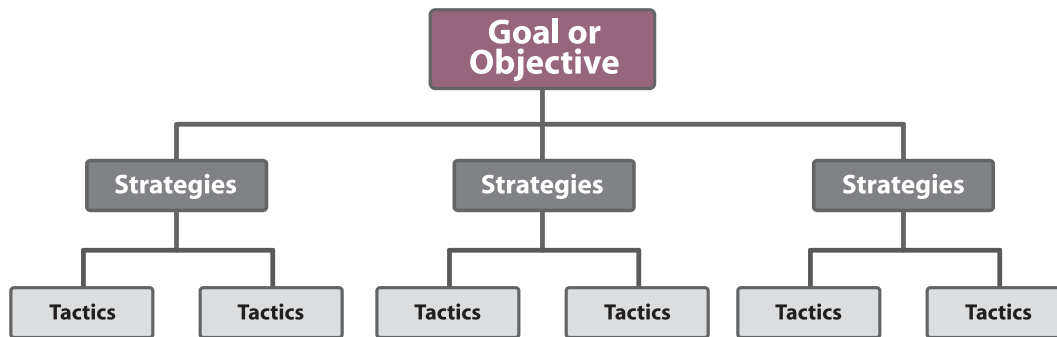 Goal or
Objective
Strategies
Strategies
Strategies
Tactics
Tactics
Tactics
Tactics
Tactics
Tactics